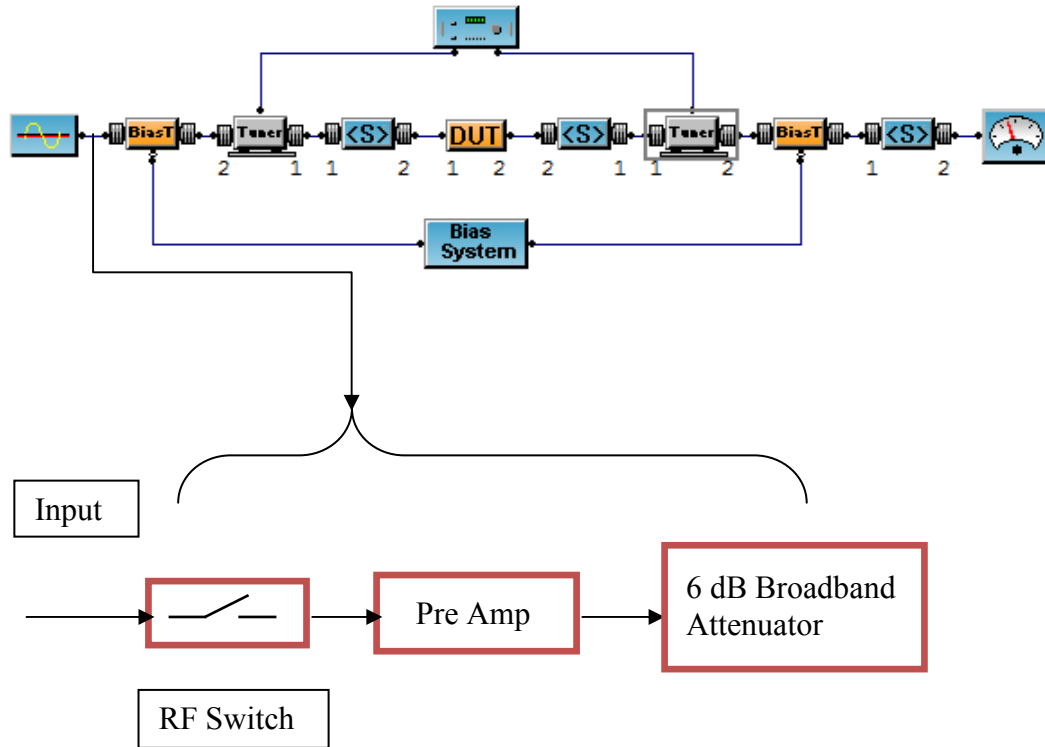 BiasT Tuner <S> DUT <S> Tuner BiasT <S>
2 1 1 2 1 2 2 1 1 2 1 2
Bias
System
Input
Pre Amp
6 dB Broadband
Attenuator
RF Switch